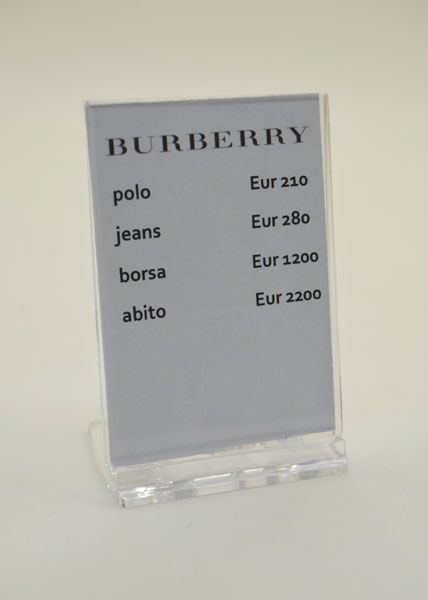 BURBERRY
polo Eur 210
jeans Eur 280
borsa Eur 1200
abito Eur 2200